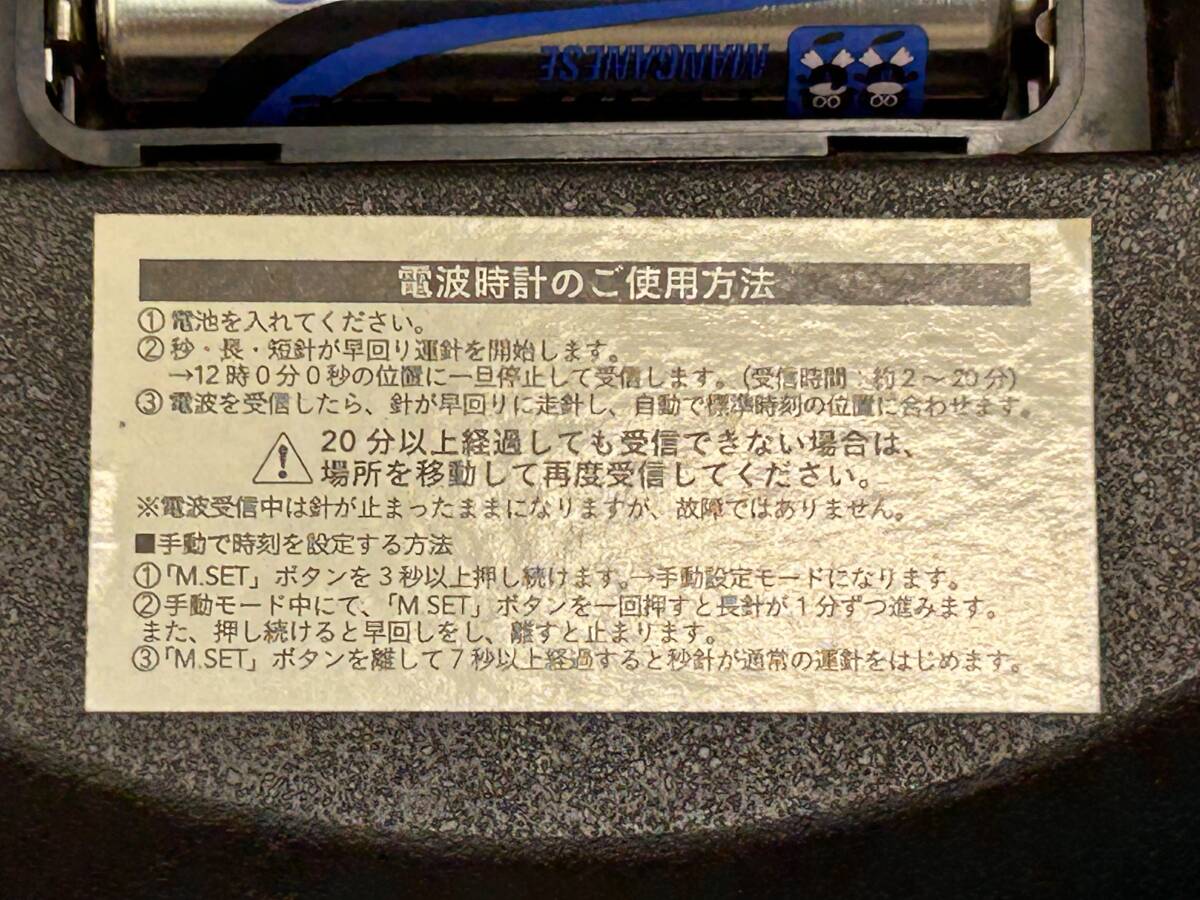 MANGANESE
電波時計のご使用方法
①電池を入れてください。
②秒・長・短針が早回り運針を開始します。
→12時0分0秒の位置に一旦停止して受信します。(受信時間：約2～20分)
③電波を受信したら、針が早回りに走針し、自動で標準時刻の位置に合わせます。
20分以上経過しても受信できない場合は、
場所を移動して再度受信してください。
※電波受信中は針が止まったままになりますが、故障ではありません。
■手動で時刻を設定する方法
①「M.SET」ボタンを3秒以上押し続けます。→手動設定モードになります。
②手動モード中にて、「M.SET」ボタンを一回押すと長針が1分ずつ進みます。
また、押し続けると早回しをし、離すと止まります。
③「M.SET」ボタンを離して7秒以上経過すると秒針が通常の運針をはじめます。